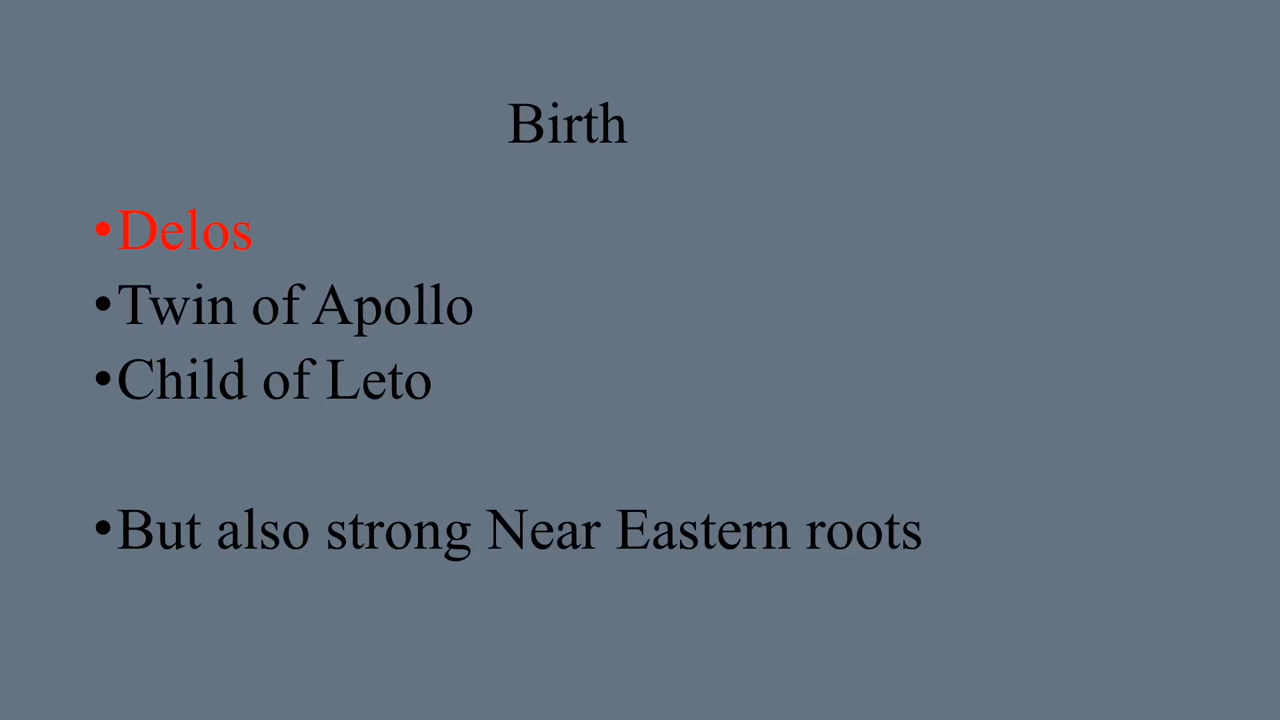 Birth
•Delos
•Twin of Apollo
•Child of Leto
•But also strong Near Eastern roots